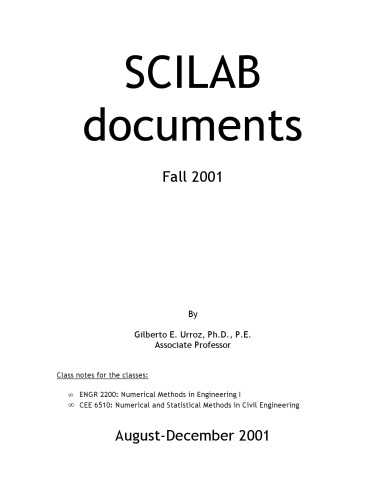 SCILAB
documents
Fall 2001
By
Gilberto E. Urroz, Ph.D., P.E.
Associate Professor
Class notes for the classes:
∞ ENGR 2200: Numerical Methods in Engineering I
∞ CEE 6510: Numerical and Statistical Methods in Civil Engineering
August-December 2001